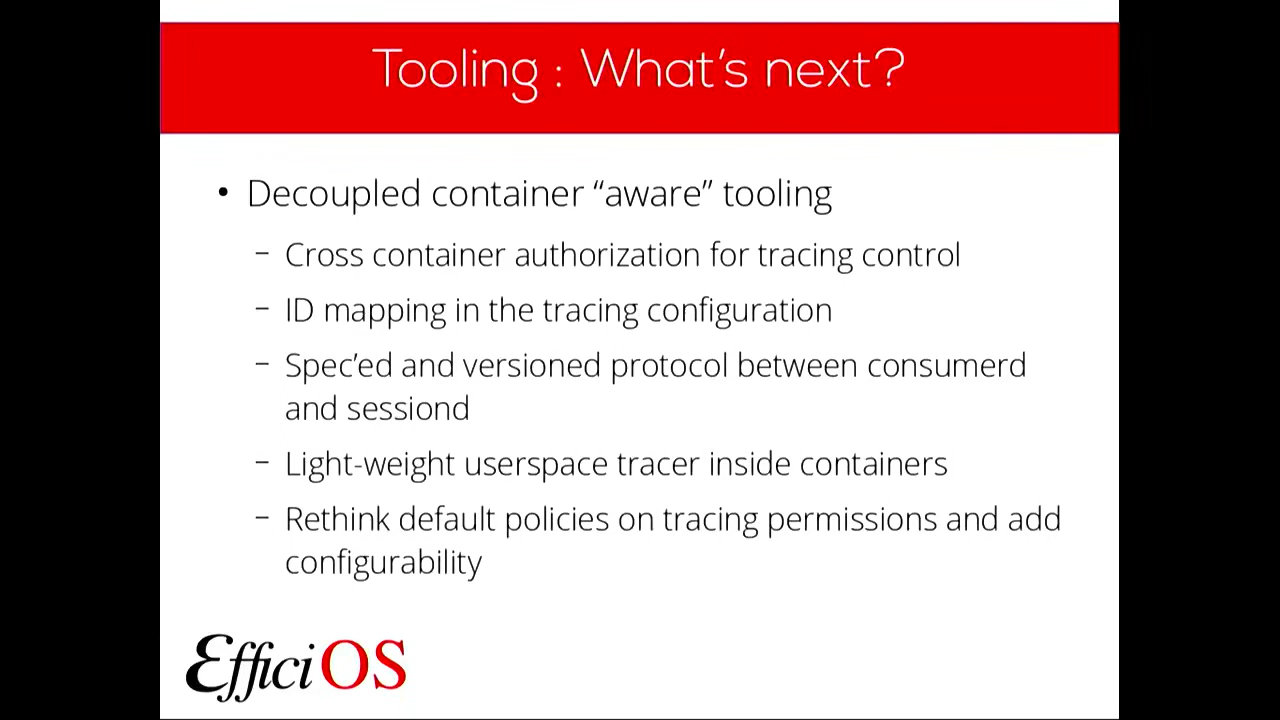 Tooling : What's next?
• Decoupled container “aware” tooling
– Cross container authorization for tracing control
– ID mapping in the tracing configuration
– Spec’ed and versioned protocol between consumerd
and sessiond
– Light-weight userspace tracer inside containers
– Rethink default policies on tracing permissions and add
configurability
EfficiOS